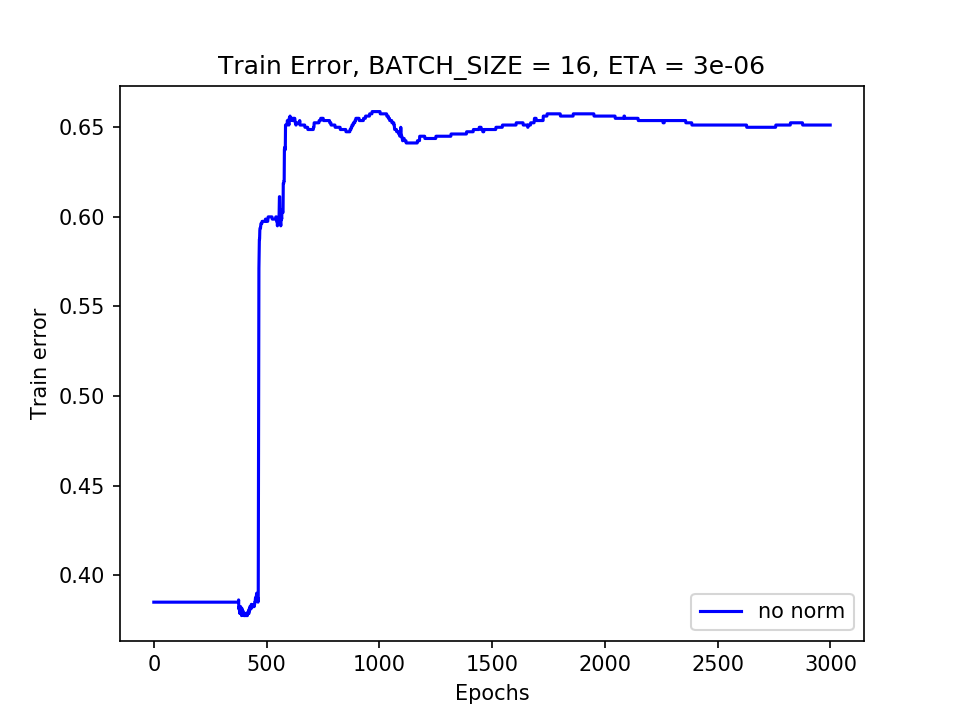 Train Error, BATCH_SIZE = 16, ETA = 3e-06
Train error
0.65
0.60
0.55
0.50
0.45
0.40
no norm
0 500 1000 1500 2000 2500 3000
Epochs